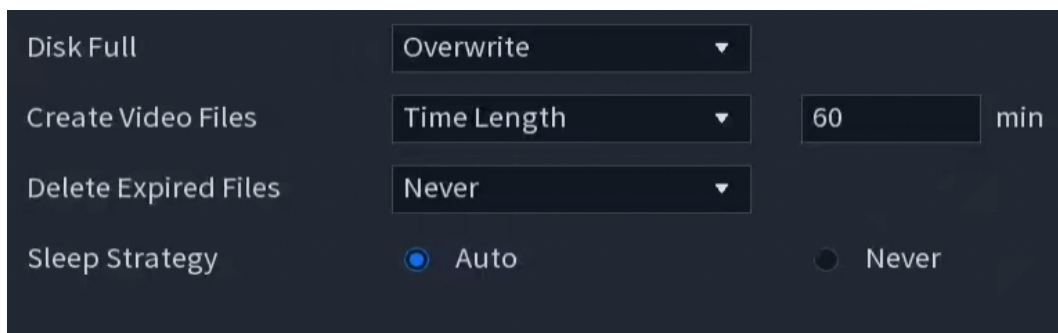 Disk Full Overwrite
Create Video Files Time Length 60 min
Delete Expired Files Never
Sleep Strategy Auto Never